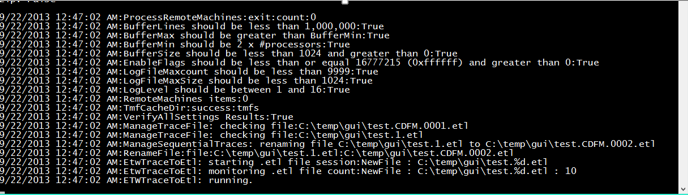 9/22/2013 12:47:02 AM:ProcessRemoteMachines:exit:count:0
9/22/2013 12:47:02 AM:BufferLines should be less than 1,000,000:True
9/22/2013 12:47:02 AM:BufferMax should be greater than BufferMin:True
9/22/2013 12:47:02 AM:BufferMin should be 2 x #processors:True
9/22/2013 12:47:02 AM:BufferSize should be less than 1024 and greater than 0:True
9/22/2013 12:47:02 AM:EnableFlags should be less than or equal 16777215 (0xffffff) and greater than 0:True
9/22/2013 12:47:02 AM:LogFileMaxcount should be less than 9999:True
9/22/2013 12:47:02 AM:LogFileMaxSize should be less than 1024:True
9/22/2013 12:47:02 AM:LogLevel should be between 1 and 16:True
9/22/2013 12:47:02 AM:RemoteMachines items:0
9/22/2013 12:47:02 AM:TmfCacheDir:success:tmfs
9/22/2013 12:47:02 AM:VerifyAllSettings Results:True
9/22/2013 12:47:02 AM:ManageTraceFile: checking file:C:\temp\gui\test.CDFM.0001.etl
9/22/2013 12:47:02 AM:ManageTraceFile: checking file:C:\temp\gui\test.1.etl
9/22/2013 12:47:02 AM:ManageSequentialTraces: renaming file C:\temp\gui\test.1.etl to C:\temp\gui\test.CDFM.0002.etl
9/22/2013 12:47:02 AM:RenameFile:file:C:\temp\gui\test.1.etl:C:\temp\gui\test.CDFM.0002.etl
9/22/2013 12:47:02 AM:EtwTraceToEtl: starting .etl file session:NewFile : C:\temp\gui\test.%d.etl
9/22/2013 12:47:02 AM:EtwTraceToEtl: monitoring .etl file count:NewFile : C:\temp\gui\test.%d.etl : 10
9/22/2013 12:47:02 AM:ETWTraceToEtl: running.